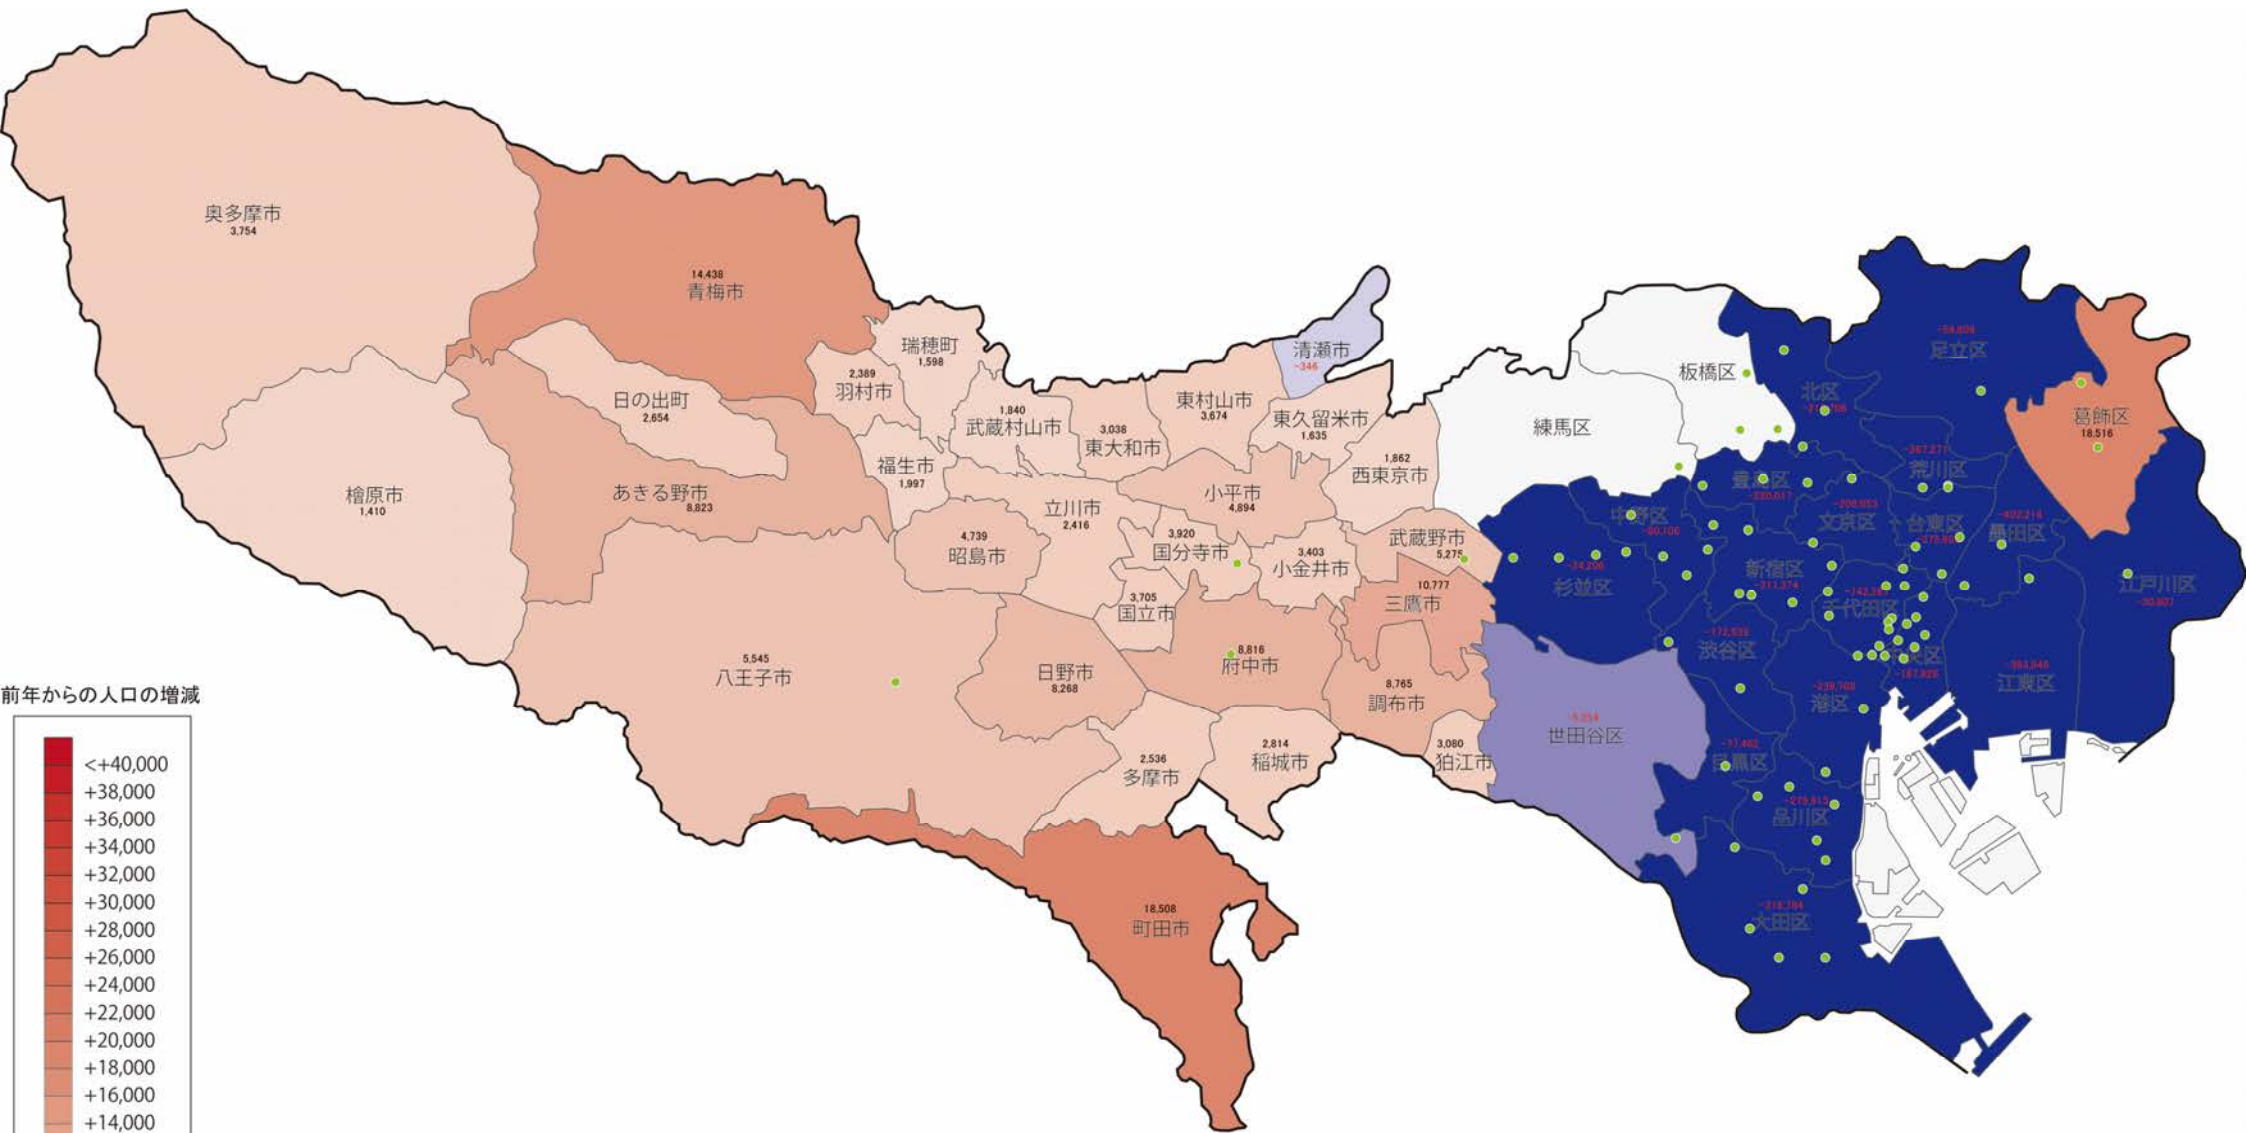 奥多摩市
3,754
14,438
青梅市
瑞穂町
1,598
2,389
羽村市
日の出町
2,654
1,840
武蔵村山市
3,038
東大和市
東村山市
3,674
清瀬市
-346
東久留米市
1,635
1,862
西東京市
練馬区
板橋区
北区
足立区
葛飾区
18,516
檜原市
1,410
あきる野市
8,823
福生市
1,997
立川市
2,416
小平市
4,894
4,739
昭島市
3,920
国分寺市
3,403
小金井市
武蔵野市
5,275
10,777
三鷹市
3,705
国立市
5,545
八王子市
日野市
8,268
8,816
府中市
8,765
調布市
3,080
狛江市
2,536
多摩市
2,814
稲城市
18,508
町田市
豊島区
荒川区
中野区
文京区
台東区
墨田区
-34,206
杉並区
新宿区
千代田区
江戸川区
渋谷区
中央区
港区
江東区
世田谷区
目黒区
品川区
大田区
前年からの人口の増減
<+40,000
+38,000
+36,000
+34,000
+32,000
+30,000
+28,000
+26,000
+24,000
+22,000
+20,000
+18,000
+16,000
+14,000